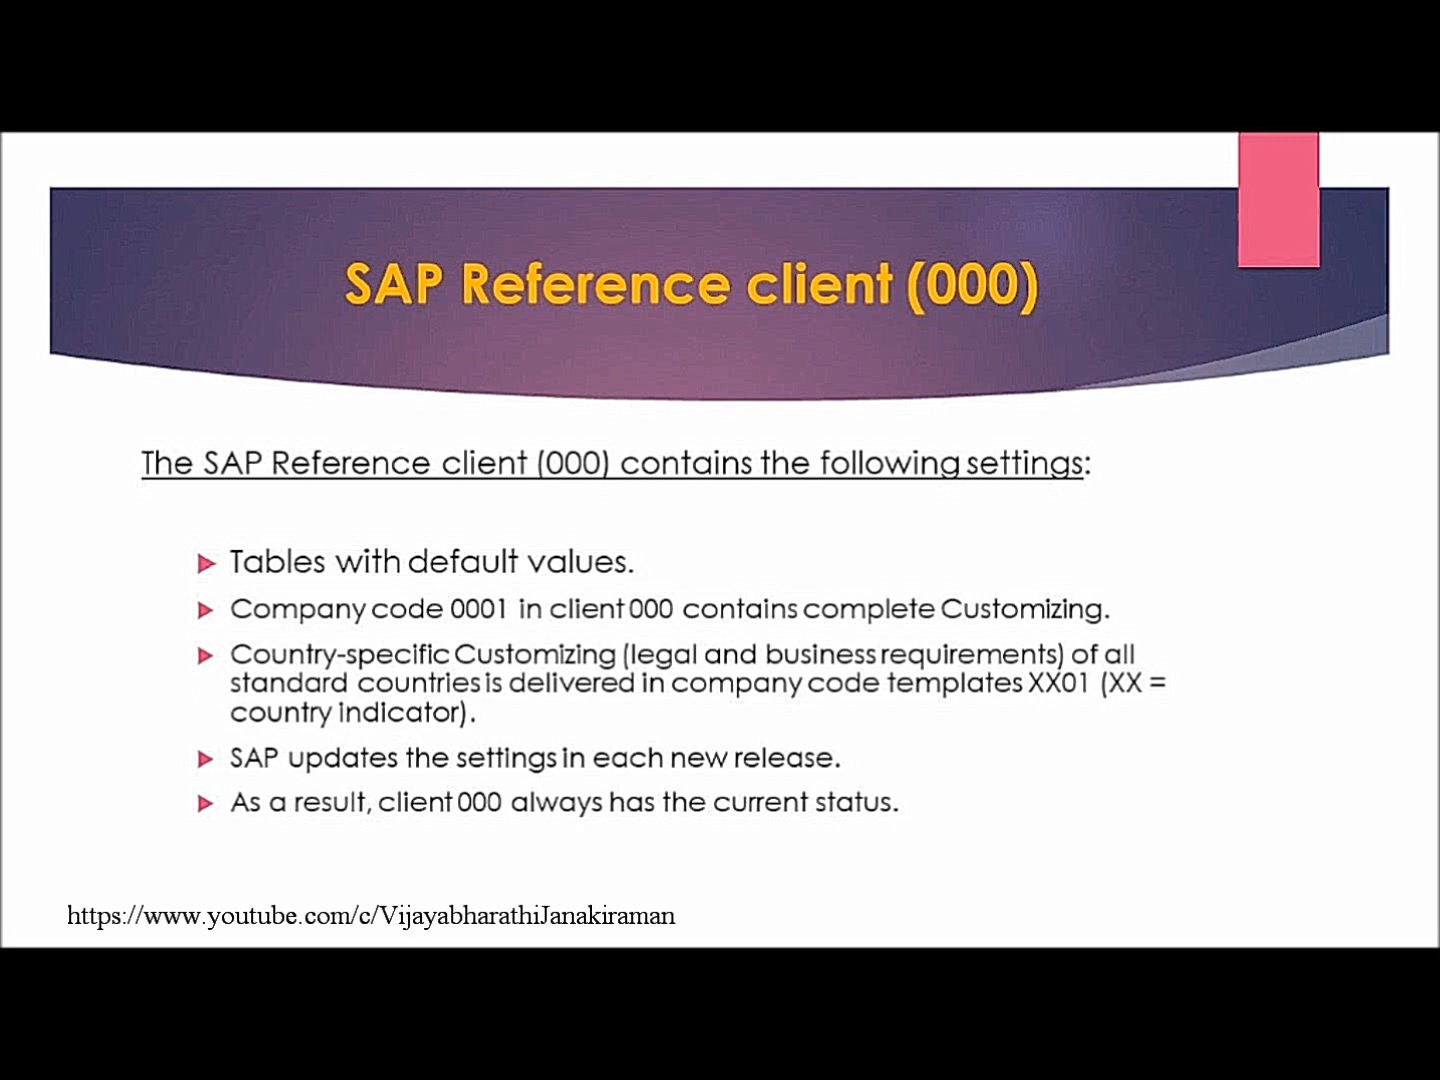 SAP Reference client (000)
The SAP Reference client (000) contains the following settings:
Tables with default values.
Company code 0001 in client 000 contains complete Customizing.
Country-specific Customizing (legal and business requirements) of all
standard countries is delivered in company code templates XX01 (XX =
country indicator).
SAP updates the settings in each new release.
As a result, client 000 always has the current status.
https://www.youtube.com/c/VijayabharathiJanakiraman